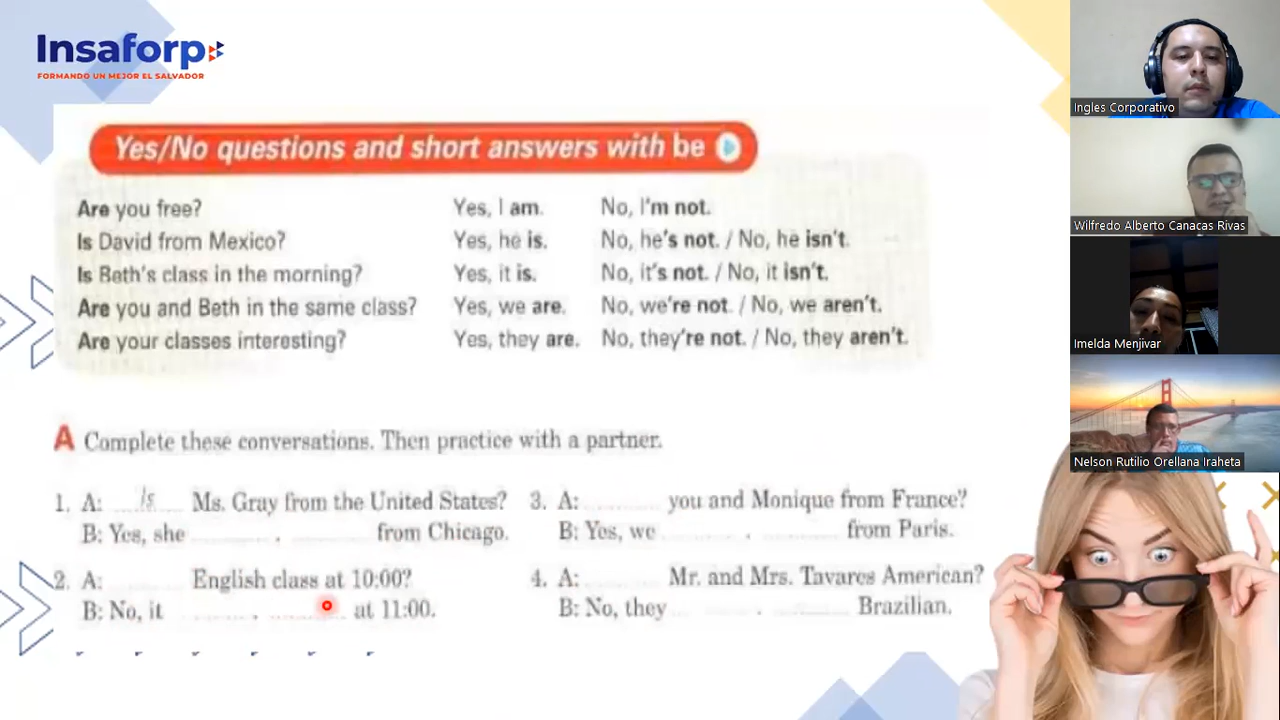 Insaforp
FORMANDO UN MEJOR EL SALVADOR
Yes/No questions and short answers with be
Are you free? Yes, I am. No, I'm not.
Is David from Mexico? Yes, he is. No, he's not. / No, he isn't.
Is Beth's class in the morning? Yes, it is. No, it's not. / No, it isn't.
Are you and Beth in the same class? Yes, we are. No, we're not. / No, we aren't.
Are your classes interesting? Yes, they are. No, they're not. / No, they aren't.
A Complete these conversations. Then practice with a partner.
1. A: Is Ms. Gray from the United States?
B: Yes, she ........ . ........ from Chicago.
2. A: ........ English class at 10:00?
B: No, it ........ . ........ at 11:00.
3. A: ........ you and Monique from France?
B: Yes, we ........ . ........ from Paris.
4. A: ........ Mr. and Mrs. Tavares American?
B: No, they ........ . ........ Brazilian.
Ingles Corporativo
Wilfredo Alberto Canacas Rivas
Imelda Menjivar
Nelson Rutilio Orellana Iraheta